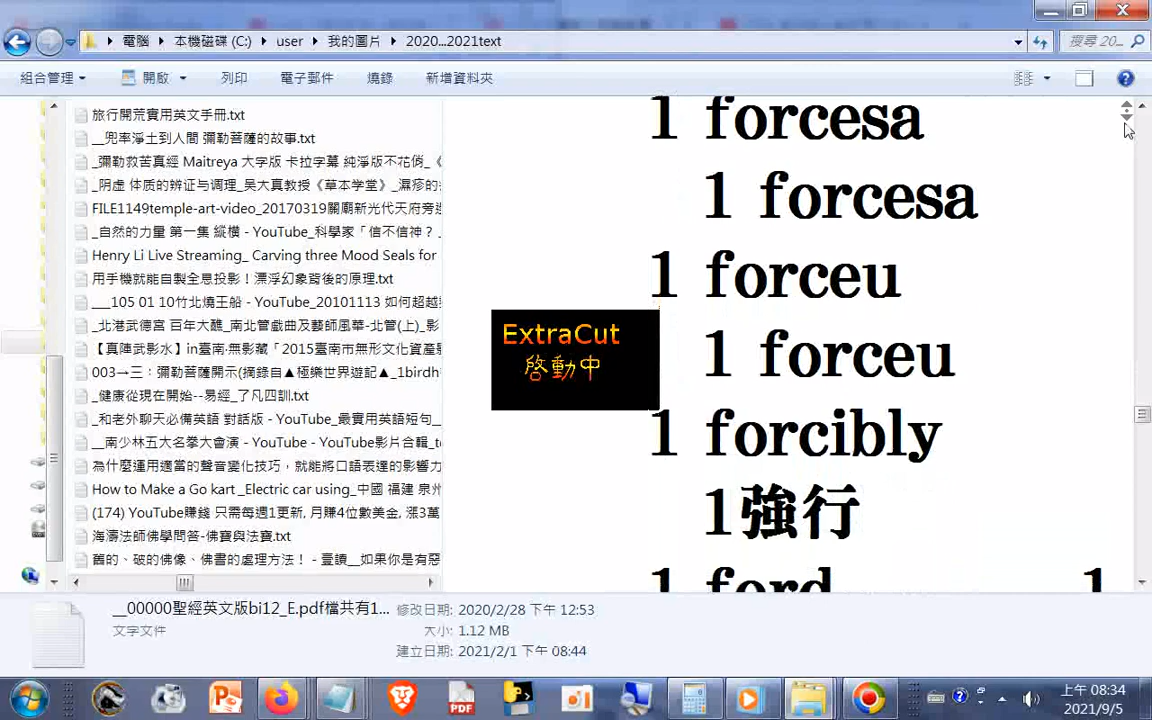 電腦 本機磁碟 (C:) user 我的圖片 2020...2021text
搜尋 20...
組合管理 開啟 列印 電子郵件 燒錄 新增資料夾
旅行開荒實用英文手冊.txt
__兜率淨土到人間 彌勒菩薩的故事.txt
_彌勒救苦真經 Maitreya 大字版 卡拉字幕 純淨版不花俏_《
_阴虚 体质的辨证与调理_吴大真教授《草本学堂》_濕疹的
FILE1149temple-art-video_20170319關廟新光代天府旁
_自然的力量 第一集 縱橫 - YouTube_科學家「信不信神？
Henry Li Live Streaming_ Carving three Mood Seals for
用手機就能自製全息投影！漂浮幻象背後的原理.txt
___105 01 10竹北燒王船 - YouTube_20101113 如何超越
_北港武德宮 百年大醮_南北管戲曲及藝師風華-北管(上)_影
【真陣武影水】in臺南·無影藏「2015臺南市無形文化資產
003→三：彌勒菩薩開示(摘錄自▲極樂世界遊記▲_1birdh
_健康從現在開始--易經_了凡四訓.txt
_和老外聊天必備英語 對話版 - YouTube_最實用英語短句_
__南少林五大名拳大會演 - YouTube - YouTube影片合輯_to
為什麼運用適當的聲音變化技巧，就能將口語表達的影響力
How to Make a Go kart _Electric car using_中國 福建 泉州
(174) YouTube賺錢 只需每週1更新, 月賺4位數美金, 漲3萬
海濤法師佛學問答-佛寶與法寶.txt
舊的、破的佛像、佛書的處理方法！ - 壹讀__如果你是有惡
1 forcesa
1 forcesa
1 forceu
1 forceu
1 forcibly
1強行
1 ford 1
ExtraCut
啓動中
__00000聖經英文版bi12_E.pdf檔共有1...
文字文件
修改日期: 2020/2/28 下午 12:53
大小: 1.12 MB
建立日期: 2021/2/1 下午 08:44
上午 08:34
2021/9/5